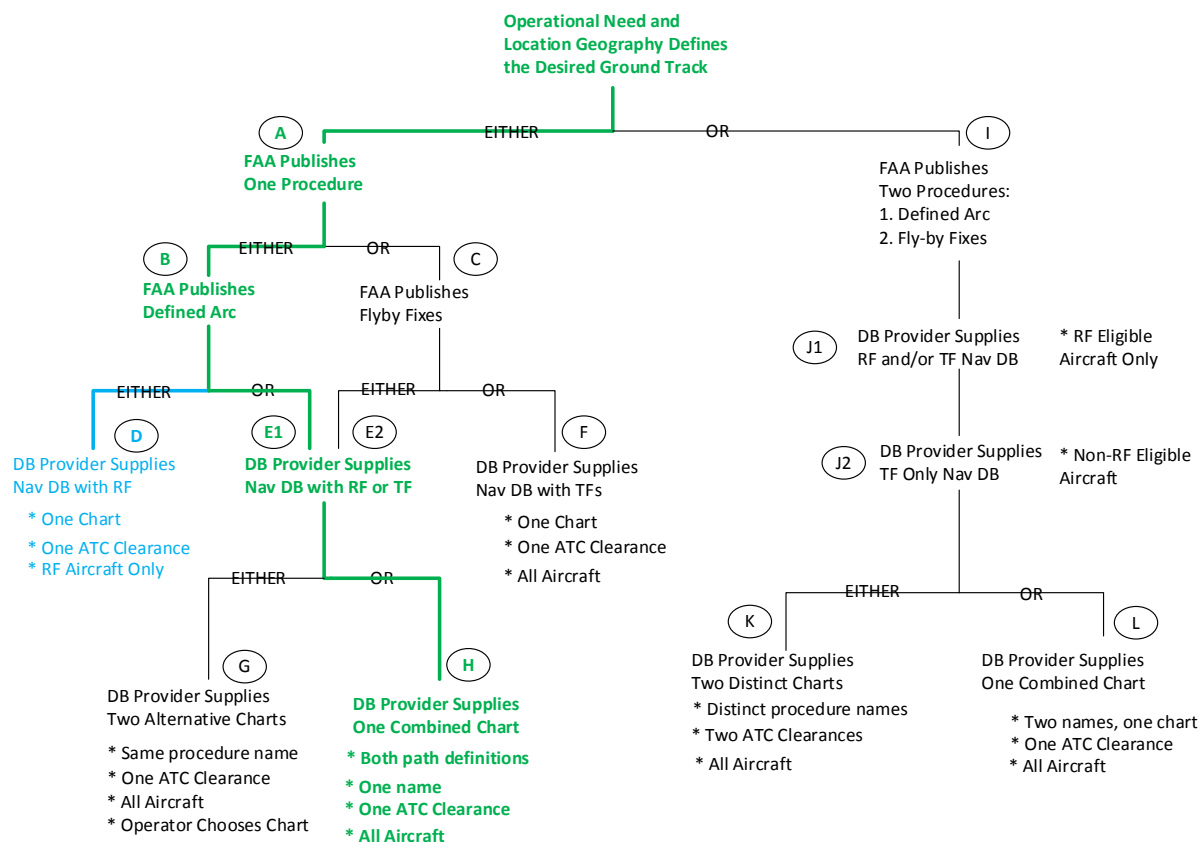 Operational Need and
Location Geography Defines
the Desired Ground Track
EITHER
OR
A
FAA Publishes
One Procedure
I
FAA Publishes
Two Procedures:
1. Defined Arc
2. Fly-by Fixes
EITHER
OR
B
FAA Publishes
Defined Arc
C
FAA Publishes
Flyby Fixes
J1
DB Provider Supplies
RF and/or TF Nav DB
* RF Eligible
Aircraft Only
EITHER
OR
EITHER
OR
D
DB Provider Supplies
Nav DB with RF
* One Chart
* One ATC Clearance
* RF Aircraft Only
E1
DB Provider Supplies
Nav DB with RF or TF
E2
F
DB Provider Supplies
Nav DB with TFs
* One Chart
* One ATC Clearance
* All Aircraft
J2
DB Provider Supplies
TF Only Nav DB
* Non-RF Eligible
Aircraft
EITHER
OR
EITHER
OR
G
DB Provider Supplies
Two Alternative Charts
* Same procedure name
* One ATC Clearance
* All Aircraft
* Operator Chooses Chart
H
DB Provider Supplies
One Combined Chart
* Both path definitions
* One name
* One ATC Clearance
* All Aircraft
K
DB Provider Supplies
Two Distinct Charts
* Distinct procedure names
* Two ATC Clearances
* All Aircraft
L
DB Provider Supplies
One Combined Chart
* Two names, one chart
* One ATC Clearance
* All Aircraft